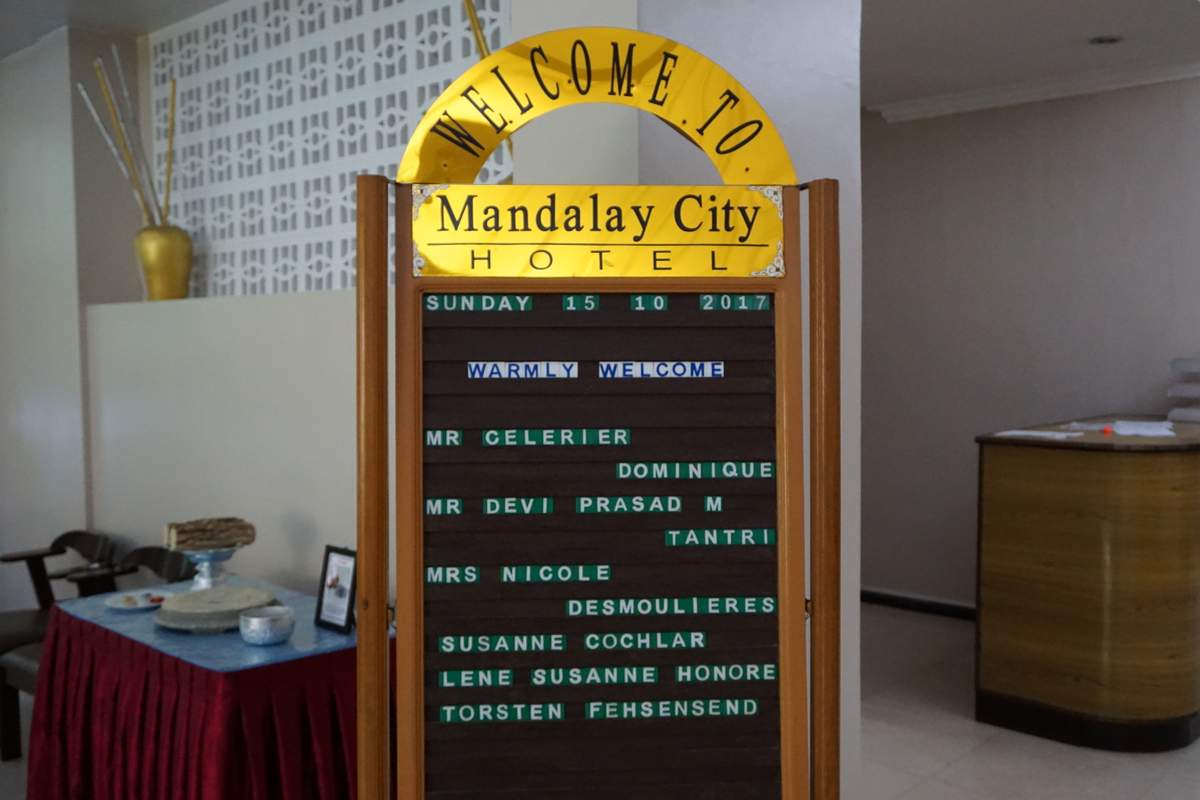 WELCOME TO
Mandalay City
HOTEL
SUNDAY 15 10 2017
WARMLY WELCOME
MR CELERIER
DOMINIQUE
MR DEVI PRASAD M
TANTRI
MRS NICOLE
DESMOULIERES
SUSANNE COCHLAR
LENE SUSANNE HONORE
TORSTEN FEHSENSEND